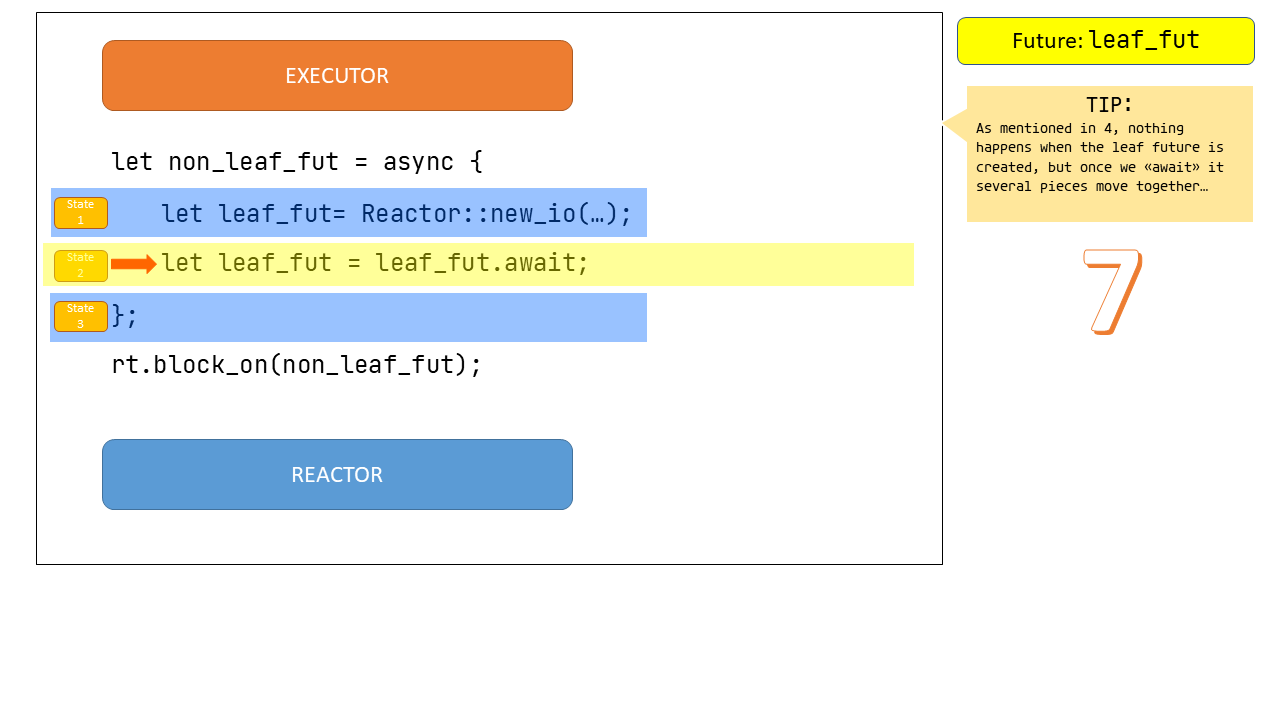 EXECUTOR
let non_leaf_fut = async {
State
1
let leaf_fut= Reactor::new_io(…);
State
2
let leaf_fut = leaf_fut.await;
State
3
};
rt.block_on(non_leaf_fut);
REACTOR
Future: leaf_fut
TIP:
As mentioned in 4, nothing
happens when the leaf future is
created, but once we «await» it
several pieces move together…
7